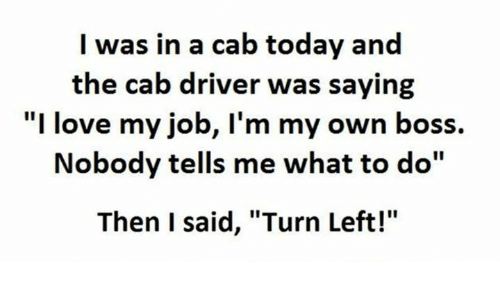 I was in a cab today and
the cab driver was saying
"I love my job, I'm my own boss.
Nobody tells me what to do"
Then I said, "Turn Left!"